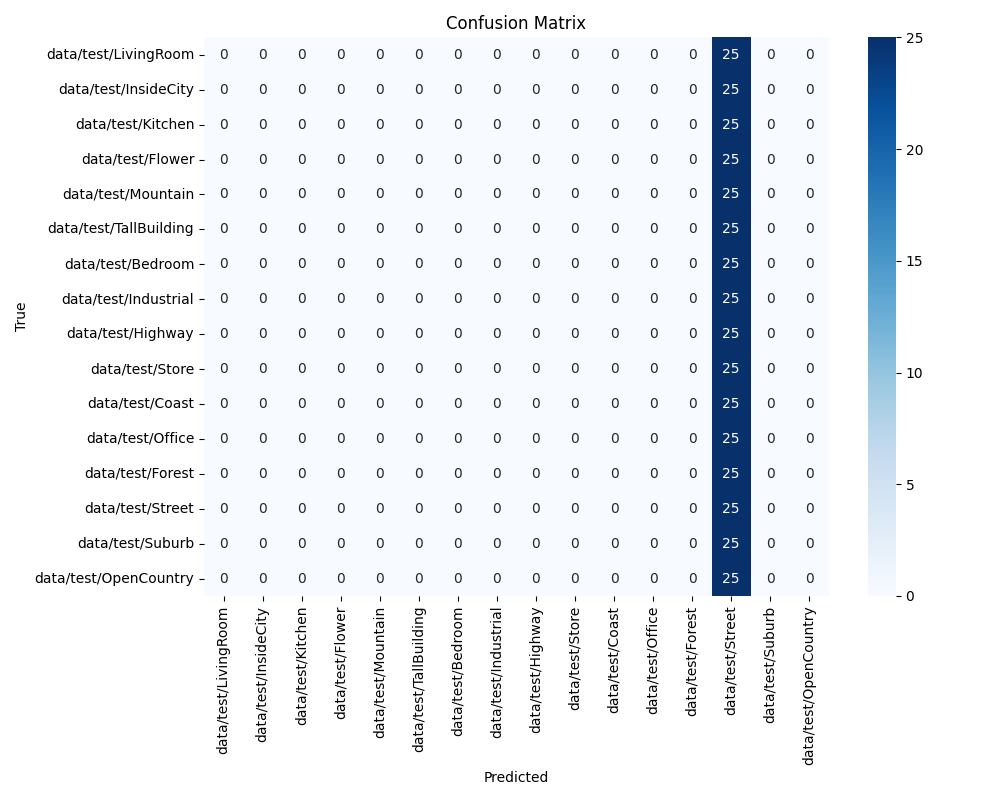 Confusion Matrix
True
data/test/LivingRoom 0 0 0 0 0 0 0 0 0 0 0 0 0 25 0 0
data/test/InsideCity 0 0 0 0 0 0 0 0 0 0 0 0 0 25 0 0
data/test/Kitchen 0 0 0 0 0 0 0 0 0 0 0 0 0 25 0 0
data/test/Flower 0 0 0 0 0 0 0 0 0 0 0 0 0 25 0 0
data/test/Mountain 0 0 0 0 0 0 0 0 0 0 0 0 0 25 0 0
data/test/TallBuilding 0 0 0 0 0 0 0 0 0 0 0 0 0 25 0 0
data/test/Bedroom 0 0 0 0 0 0 0 0 0 0 0 0 0 25 0 0
data/test/Industrial 0 0 0 0 0 0 0 0 0 0 0 0 0 25 0 0
data/test/Highway 0 0 0 0 0 0 0 0 0 0 0 0 0 25 0 0
data/test/Store 0 0 0 0 0 0 0 0 0 0 0 0 0 25 0 0
data/test/Coast 0 0 0 0 0 0 0 0 0 0 0 0 0 25 0 0
data/test/Office 0 0 0 0 0 0 0 0 0 0 0 0 0 25 0 0
data/test/Forest 0 0 0 0 0 0 0 0 0 0 0 0 0 25 0 0
data/test/Street 0 0 0 0 0 0 0 0 0 0 0 0 0 25 0 0
data/test/Suburb 0 0 0 0 0 0 0 0 0 0 0 0 0 25 0 0
data/test/OpenCountry 0 0 0 0 0 0 0 0 0 0 0 0 0 25 0 0
data/test/LivingRoom
data/test/InsideCity
data/test/Kitchen
data/test/Flower
data/test/Mountain
data/test/TallBuilding
data/test/Bedroom
data/test/Industrial
data/test/Highway
data/test/Store
data/test/Coast
data/test/Office
data/test/Forest
data/test/Street
data/test/Suburb
data/test/OpenCountry
Predicted
25
20
15
10
5
0